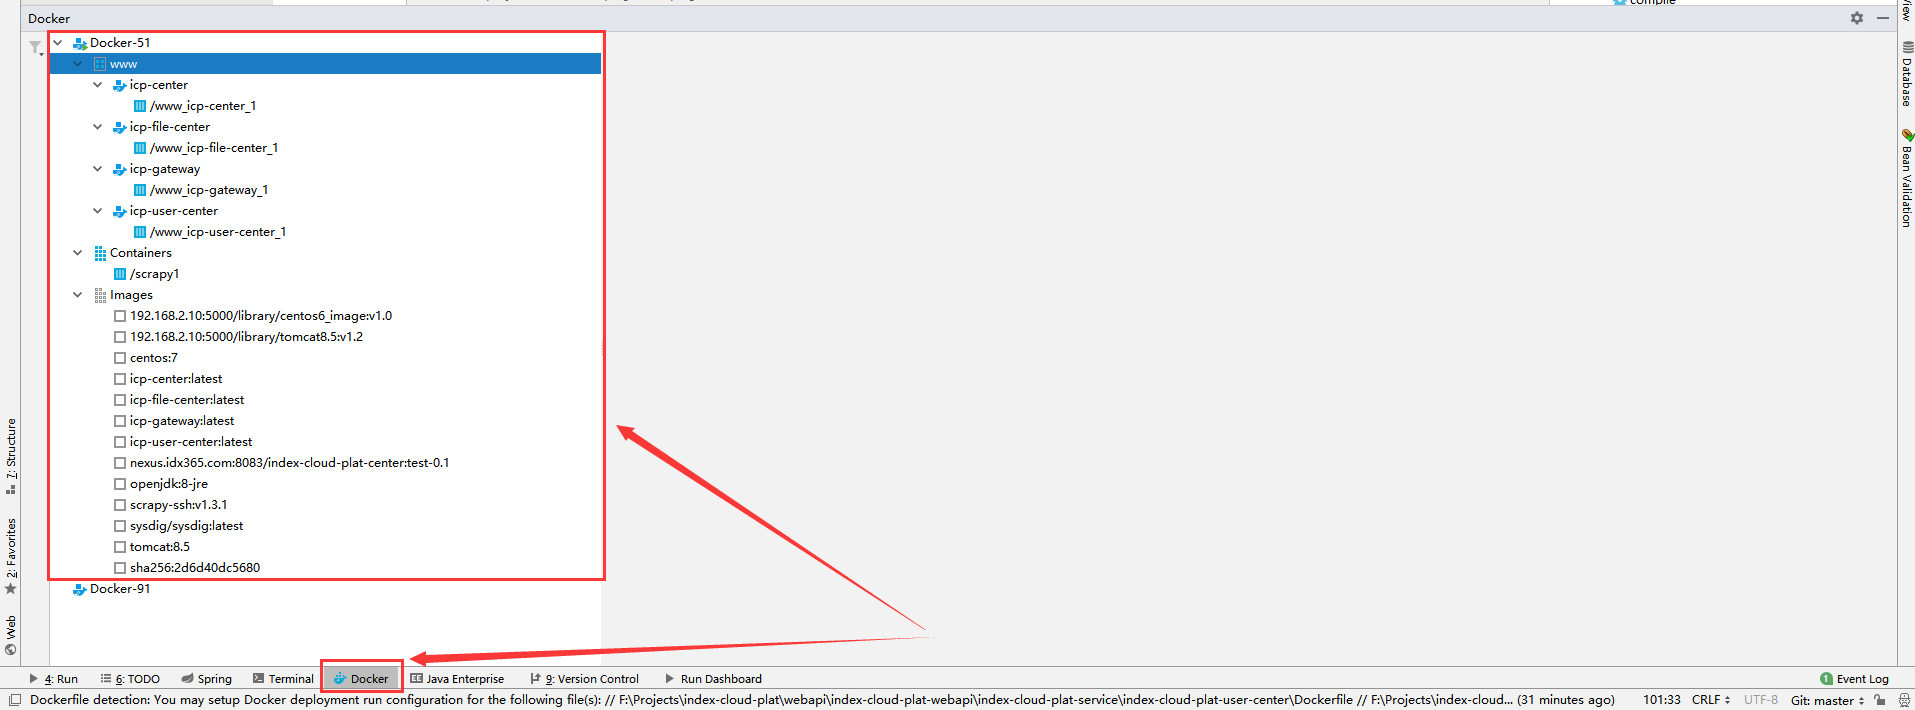 compile
Docker
Docker-51
www
icp-center
/www_icp-center_1
icp-file-center
/www_icp-file-center_1
icp-gateway
/www_icp-gateway_1
icp-user-center
/www_icp-user-center_1
Containers
/scrapy1
Images
192.168.2.10:5000/library/centos6_image:v1.0
192.168.2.10:5000/library/tomcat8.5:v1.2
centos:7
icp-center:latest
icp-file-center:latest
icp-gateway:latest
icp-user-center:latest
nexus.idx365.com:8083/index-cloud-plat-center:test-0.1
openjdk:8-jre
scrapy-ssh:v1.3.1
sysdig/sysdig:latest
tomcat:8.5
sha256:2d6d40dc5680
Docker-91
7: Structure
2: Favorites
Web
Database
Bean Validation
4: Run 6: TODO Spring Terminal Docker Java Enterprise 9: Version Control Run Dashboard 1 Event Log
Dockerfile detection: You may setup Docker deployment run configuration for the following file(s): // F:\Projects\index-cloud-plat\webapi\index-cloud-plat-webapi\index-cloud-plat-service\index-cloud-plat-user-center\Dockerfile // F:\Projects\index-cloud... (31 minutes ago) 101:33 CRLF UTF-8 Git: master